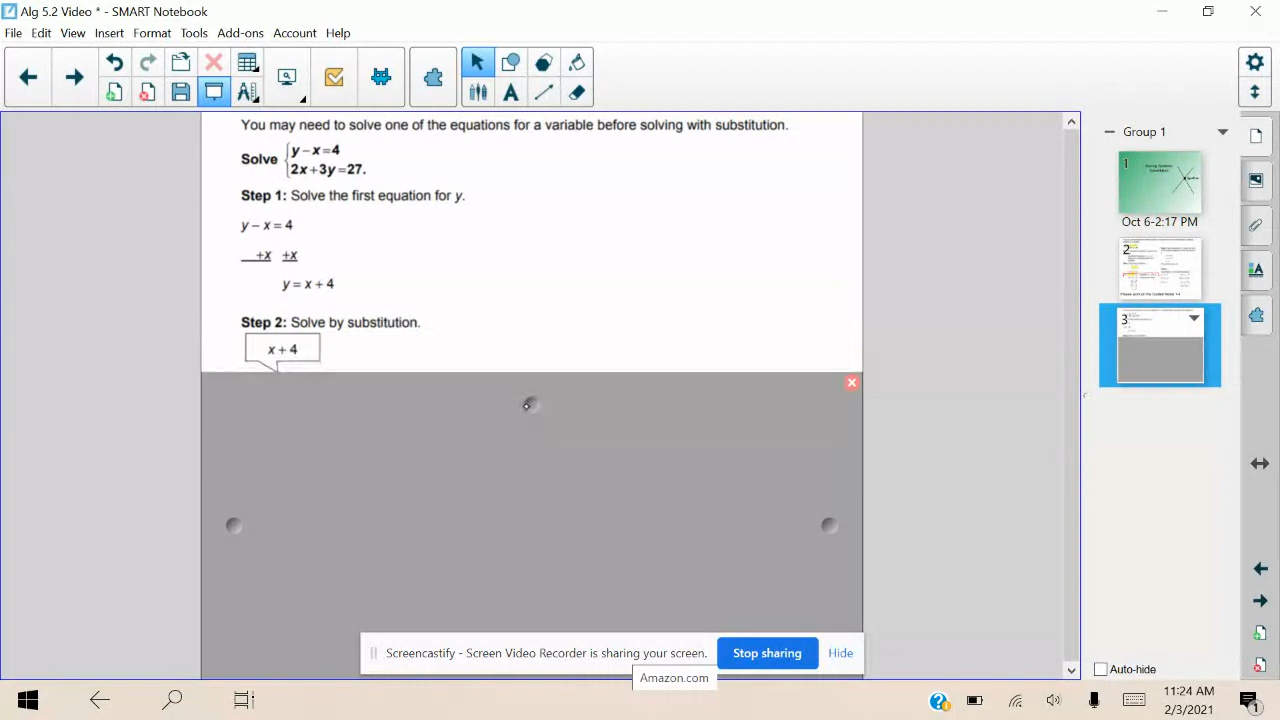 Alg 5.2 Video * - SMART Notebook
File Edit View Insert Format Tools Add-ons Account Help
You may need to solve one of the equations for a variable before solving with substitution.
Solve
y – x = 4
2x + 3y = 27.
Step 1: Solve the first equation for y.
y – x = 4
+x +x
y = x + 4
Step 2: Solve by substitution.
x + 4
Group 1
1
Oct 6-2:17 PM
2
3
Screencastify - Screen Video Recorder is sharing your screen.
Stop sharing
Hide
Amazon.com
Auto-hide
11:24 AM
2/3/2021
1